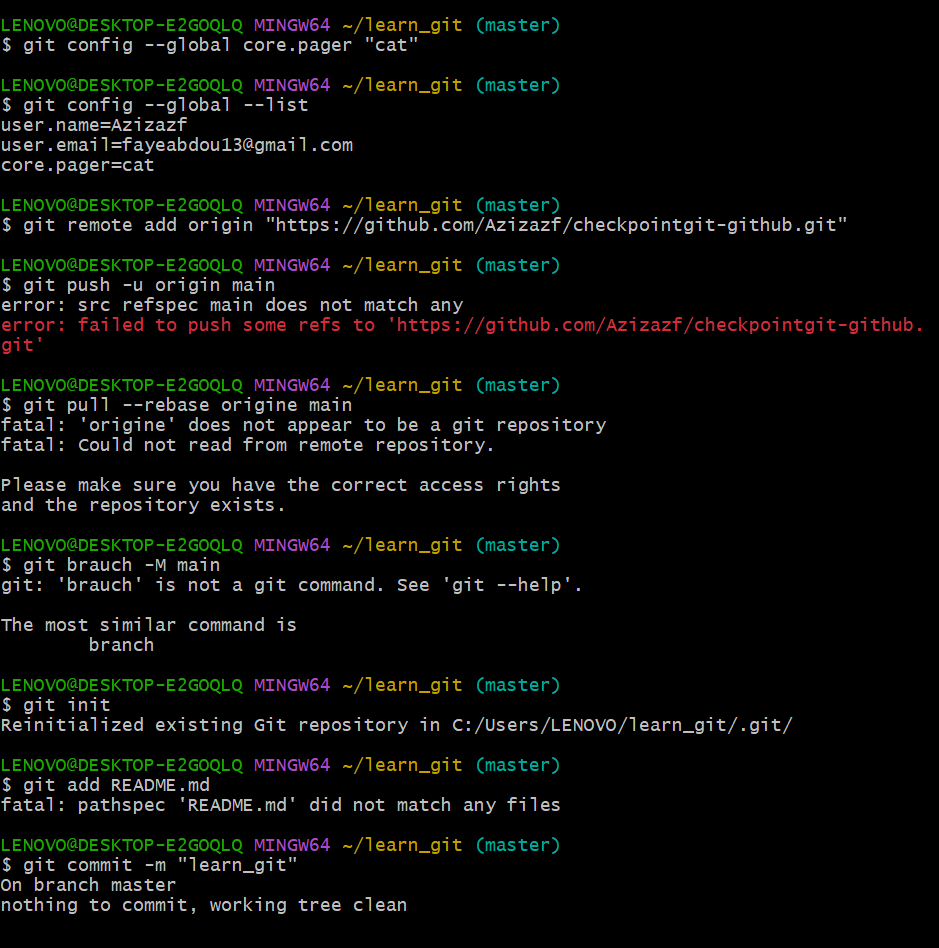 LENOVO@DESKTOP-E2GOQLQ MINGW64 ~/learn_git (master)
$ git config --global core.pager "cat"
LENOVO@DESKTOP-E2GOQLQ MINGW64 ~/learn_git (master)
$ git config --global --list
user.name=Azizazf
user.email=fayeabdou13@gmail.com
core.pager=cat
LENOVO@DESKTOP-E2GOQLQ MINGW64 ~/learn_git (master)
$ git remote add origin "https://github.com/Azizazf/checkpointgit-github.git"
LENOVO@DESKTOP-E2GOQLQ MINGW64 ~/learn_git (master)
$ git push -u origin main
error: src refspec main does not match any
error: failed to push some refs to 'https://github.com/Azizazf/checkpointgit-github.
git'
LENOVO@DESKTOP-E2GOQLQ MINGW64 ~/learn_git (master)
$ git pull --rebase origine main
fatal: 'origine' does not appear to be a git repository
fatal: Could not read from remote repository.
Please make sure you have the correct access rights
and the repository exists.
LENOVO@DESKTOP-E2GOQLQ MINGW64 ~/learn_git (master)
$ git brauch -M main
git: 'brauch' is not a git command. See 'git --help'.
The most similar command is
        branch
LENOVO@DESKTOP-E2GOQLQ MINGW64 ~/learn_git (master)
$ git init
Reinitialized existing Git repository in C:/Users/LENOVO/learn_git/.git/
LENOVO@DESKTOP-E2GOQLQ MINGW64 ~/learn_git (master)
$ git add README.md
fatal: pathspec 'README.md' did not match any files
LENOVO@DESKTOP-E2GOQLQ MINGW64 ~/learn_git (master)
$ git commit -m "learn_git"
On branch master
nothing to commit, working tree clean